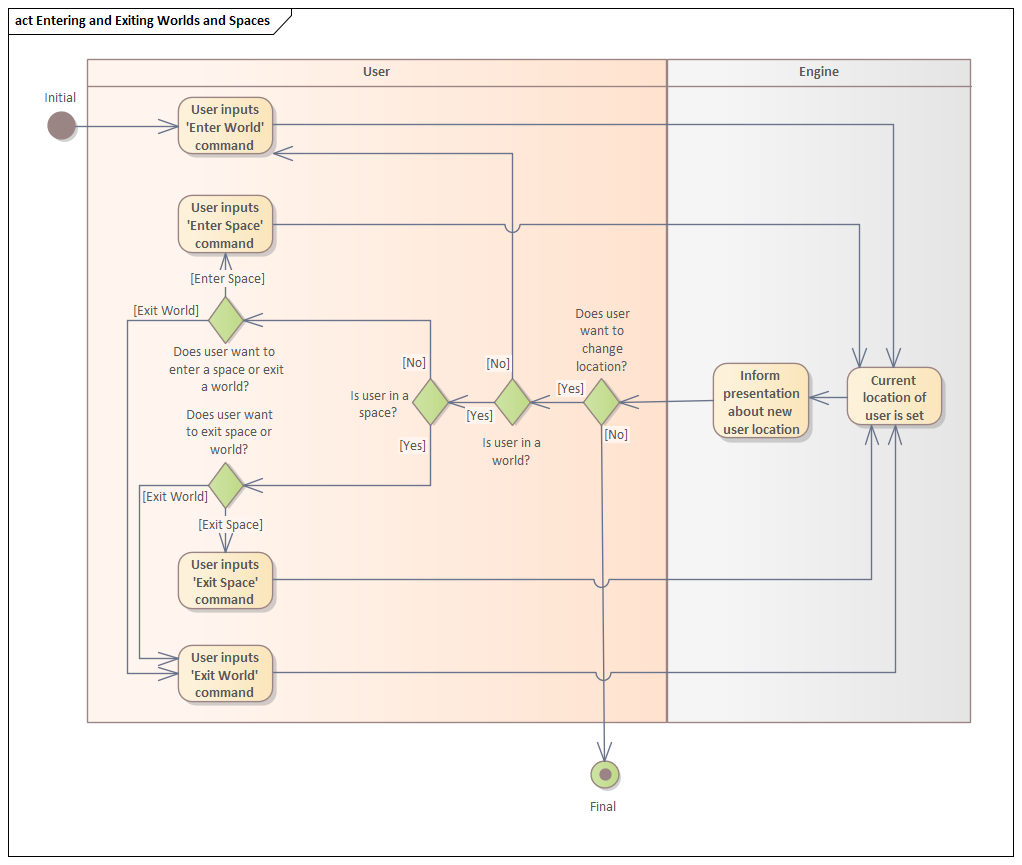 act Entering and Exiting Worlds and Spaces
User
Engine
Initial
User inputs
'Enter World'
command
User inputs
'Enter Space'
command
[Enter Space]
[Exit World]
Does user want to
enter a space or exit
a world?
Does user want
to exit space or
world?
[Exit World]
[Exit Space]
User inputs
'Exit Space'
command
User inputs
'Exit World'
command
[No]
Is user in a
space?
[Yes]
[No]
[Yes]
Is user in a
world?
Does user
want to
change
location?
[Yes]
[No]
Inform
presentation
about new
user location
Current
location of
user is set
Final